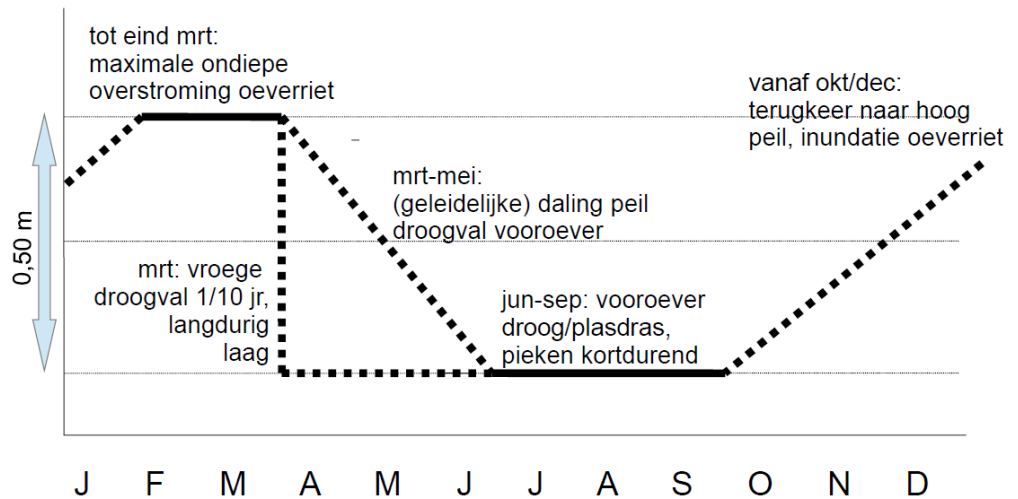 tot eind mrt:
maximale ondiepe
overstroming oeverriet
vanaf okt/dec:
terugkeer naar hoog
peil, inundatie oeverriet
mrt-mei:
(geleidelijke) daling peil
droogval vooroever
0,50 m
mrt: vroege
droogval 1/10 jr,
langdurig
laag
jun-sep: vooroever
droog/plasdras,
pieken kortdurend
J F M A M J J A S O N D